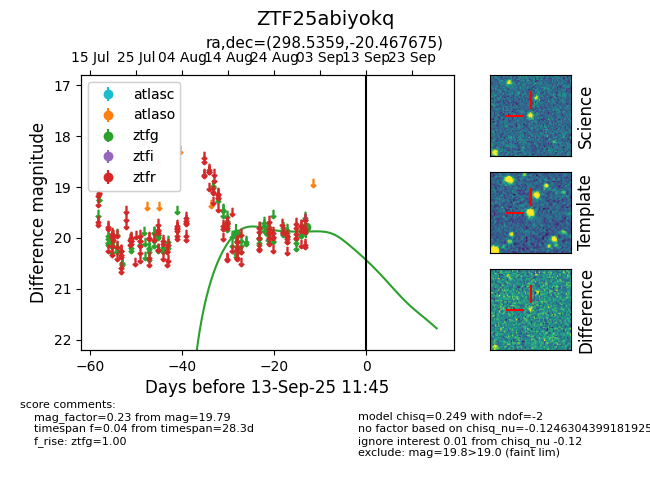 ZTF25abiyokq
ra,dec=(298.5359,-20.467675)
15 Jul 25 Jul 04 Aug 14 Aug 24 Aug 03 Sep 13 Sep 23 Sep
17
18
19
20
21
22
Difference magnitude
atlasc
atlaso
ztfg
ztfi
ztfr
−60 −40 −20 0
Days before 13-Sep-25 11:45
Science
Template
Difference
score comments:
mag_factor=0.23 from mag=19.79
timespan f=0.04 from timespan=28.3d
f_rise: ztfg=1.00
model chisq=0.249 with ndof=-2
no factor based on chisq_nu=-0.1246304399181925
ignore interest 0.01 from chisq_nu -0.12
exclude: mag=19.8>19.0 (faint lim)